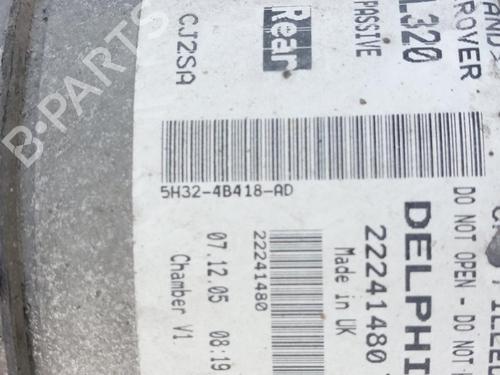 LAND
ROVER
L320
PASSIVE
Rear
CJ2SA
5H32-4B418-AD
DO NOT OPEN - DO NOT
DELPHI
22241480
Made in UK
22241480
07.12.05 08:19
Chamber V1.
B-PARTS